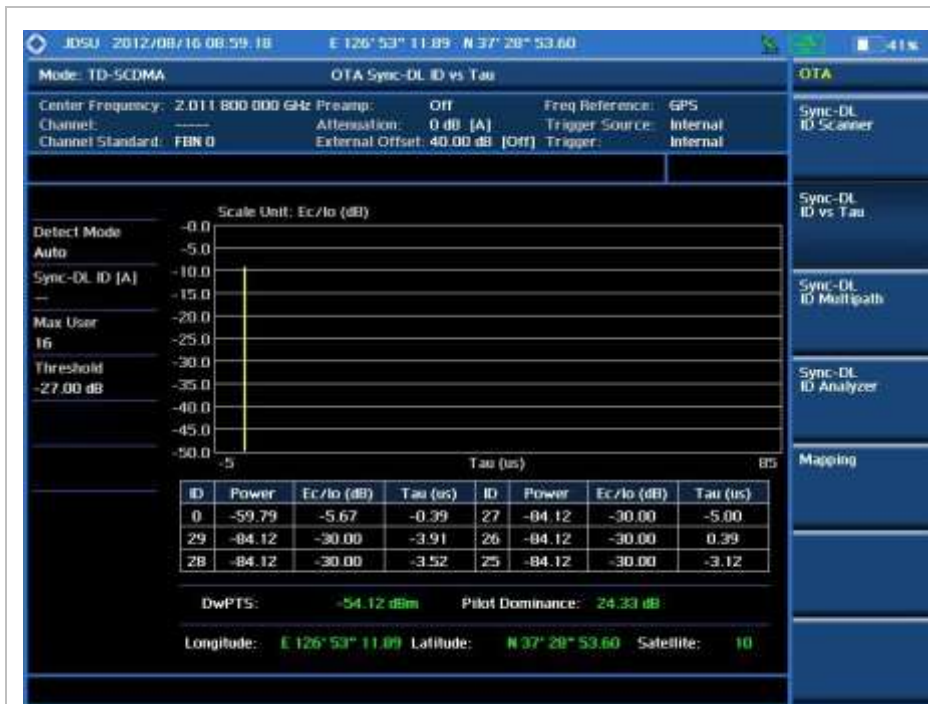 JDSU 2012/08/16 08:59:18 E 126° 53" 11.89 N 37° 28" 53.60 41%
Mode: TD-SCDMA OTA Sync-DL ID vs Tau OTA
Center Frequency: 2.011 800 000 GHz Preamp: Off Freq Reference: GPS
Channel: ----- Attenuation: 0 dB [A] Trigger Source: Internal
Channel Standard: FBN 0 External Offset: 40.00 dB [Off] Trigger: Internal
Sync-DL
ID Scanner
Sync-DL
ID vs Tau
Sync-DL
ID Multipath
Sync-DL
ID Analyzer
Mapping
Detect Mode
Auto
Sync-DL ID [A]
--
Max User
16
Threshold
-27.00 dB
Scale Unit: Ec/Io (dB)
-0.0
-5.0
-10.0
-15.0
-20.0
-25.0
-30.0
-35.0
-40.0
-45.0
-50.0
-5 Tau (us) 85
ID Power Ec/Io (dB) Tau (us) ID Power Ec/Io (dB) Tau (us)
0 -59.79 -5.67 -0.39 27 -84.12 -30.00 -5.00
29 -84.12 -30.00 -3.91 26 -84.12 -30.00 0.39
28 -84.12 -30.00 -3.52 25 -84.12 -30.00 -3.12
DwPTS: -54.12 dBm Pilot Dominance: 24.33 dB
Longitude: E 126° 53" 11.89 Latitude: N 37° 28" 53.60 Satellite: 10